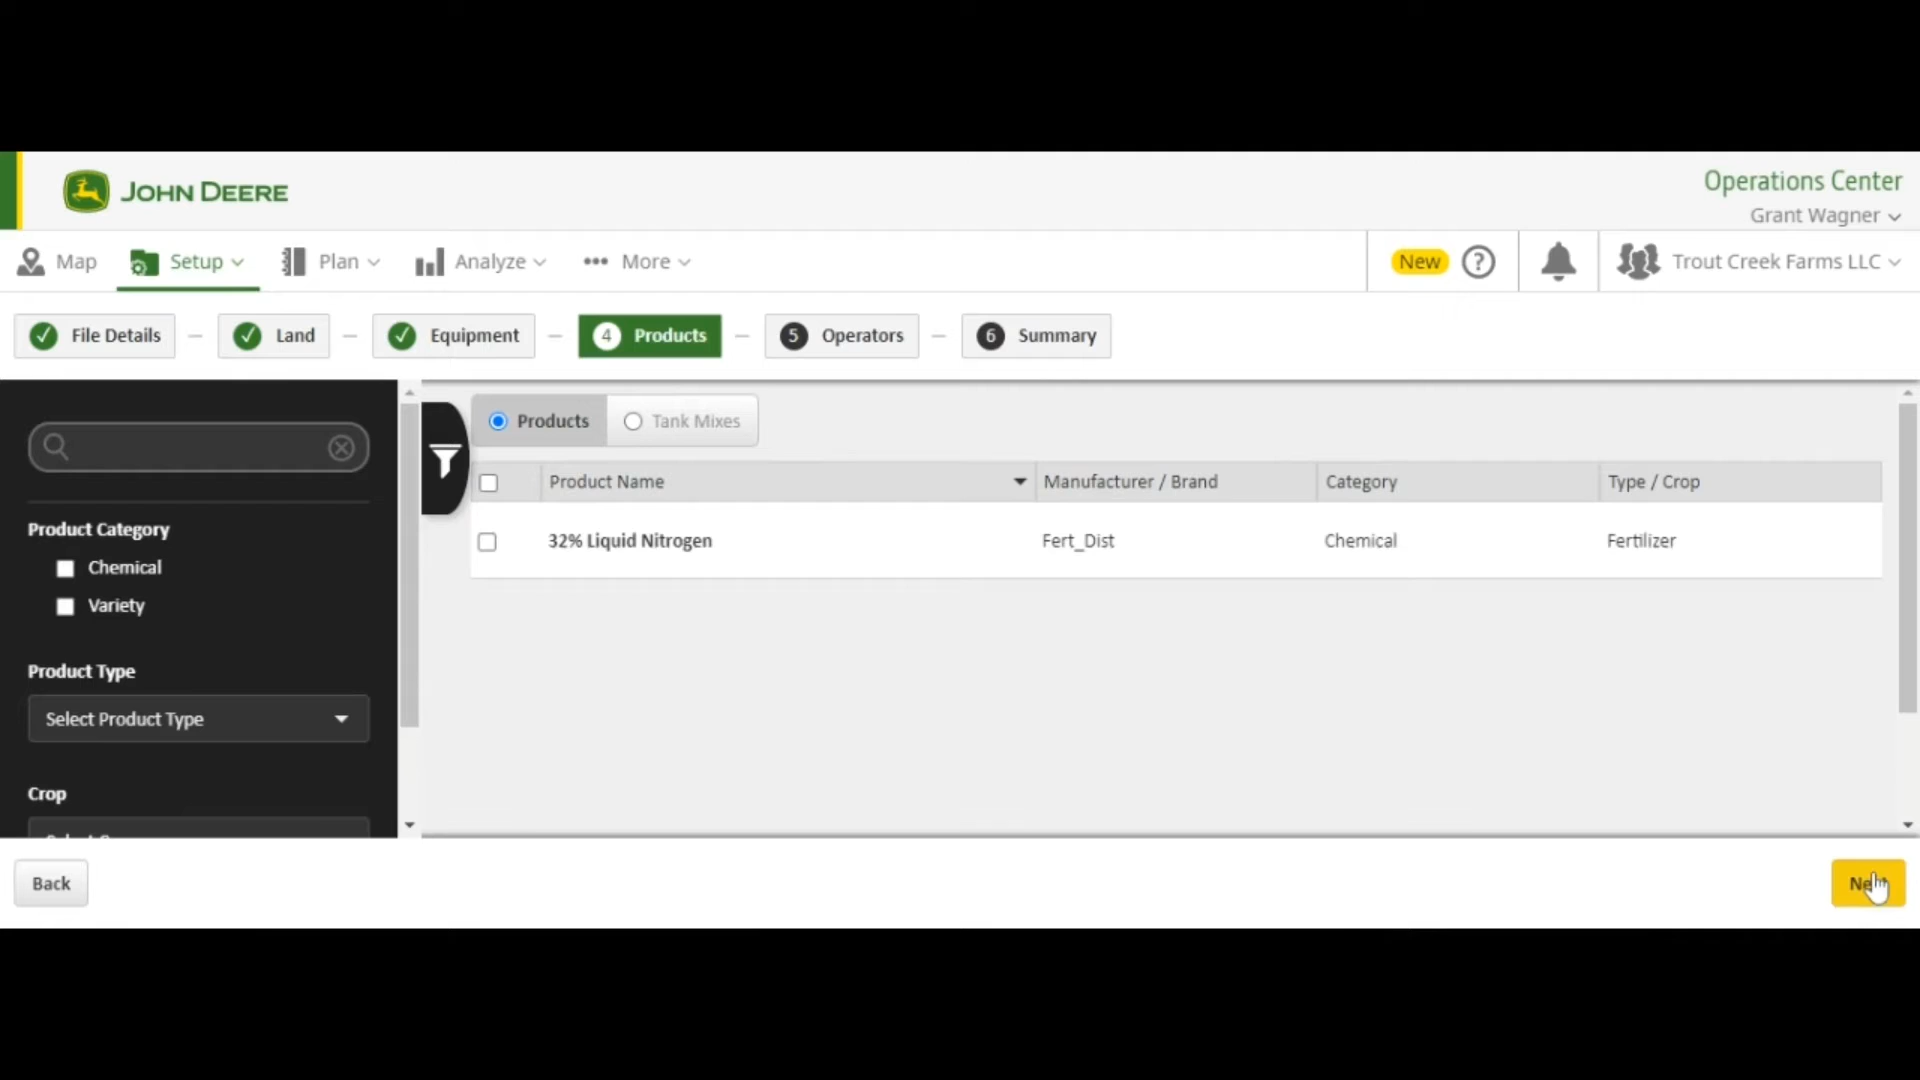 JOHN DEERE
Operations Center
Grant Wagner
Map Setup Plan Analyze More New ? Trout Creek Farms LLC
File Details Land Equipment 4 Products 5 Operators 6 Summary
Products Tank Mixes
Product Name Manufacturer / Brand Category Type / Crop
32% Liquid Nitrogen Fert_Dist Chemical Fertilizer
Product Category
Chemical
Variety
Product Type
Select Product Type
Crop
Back